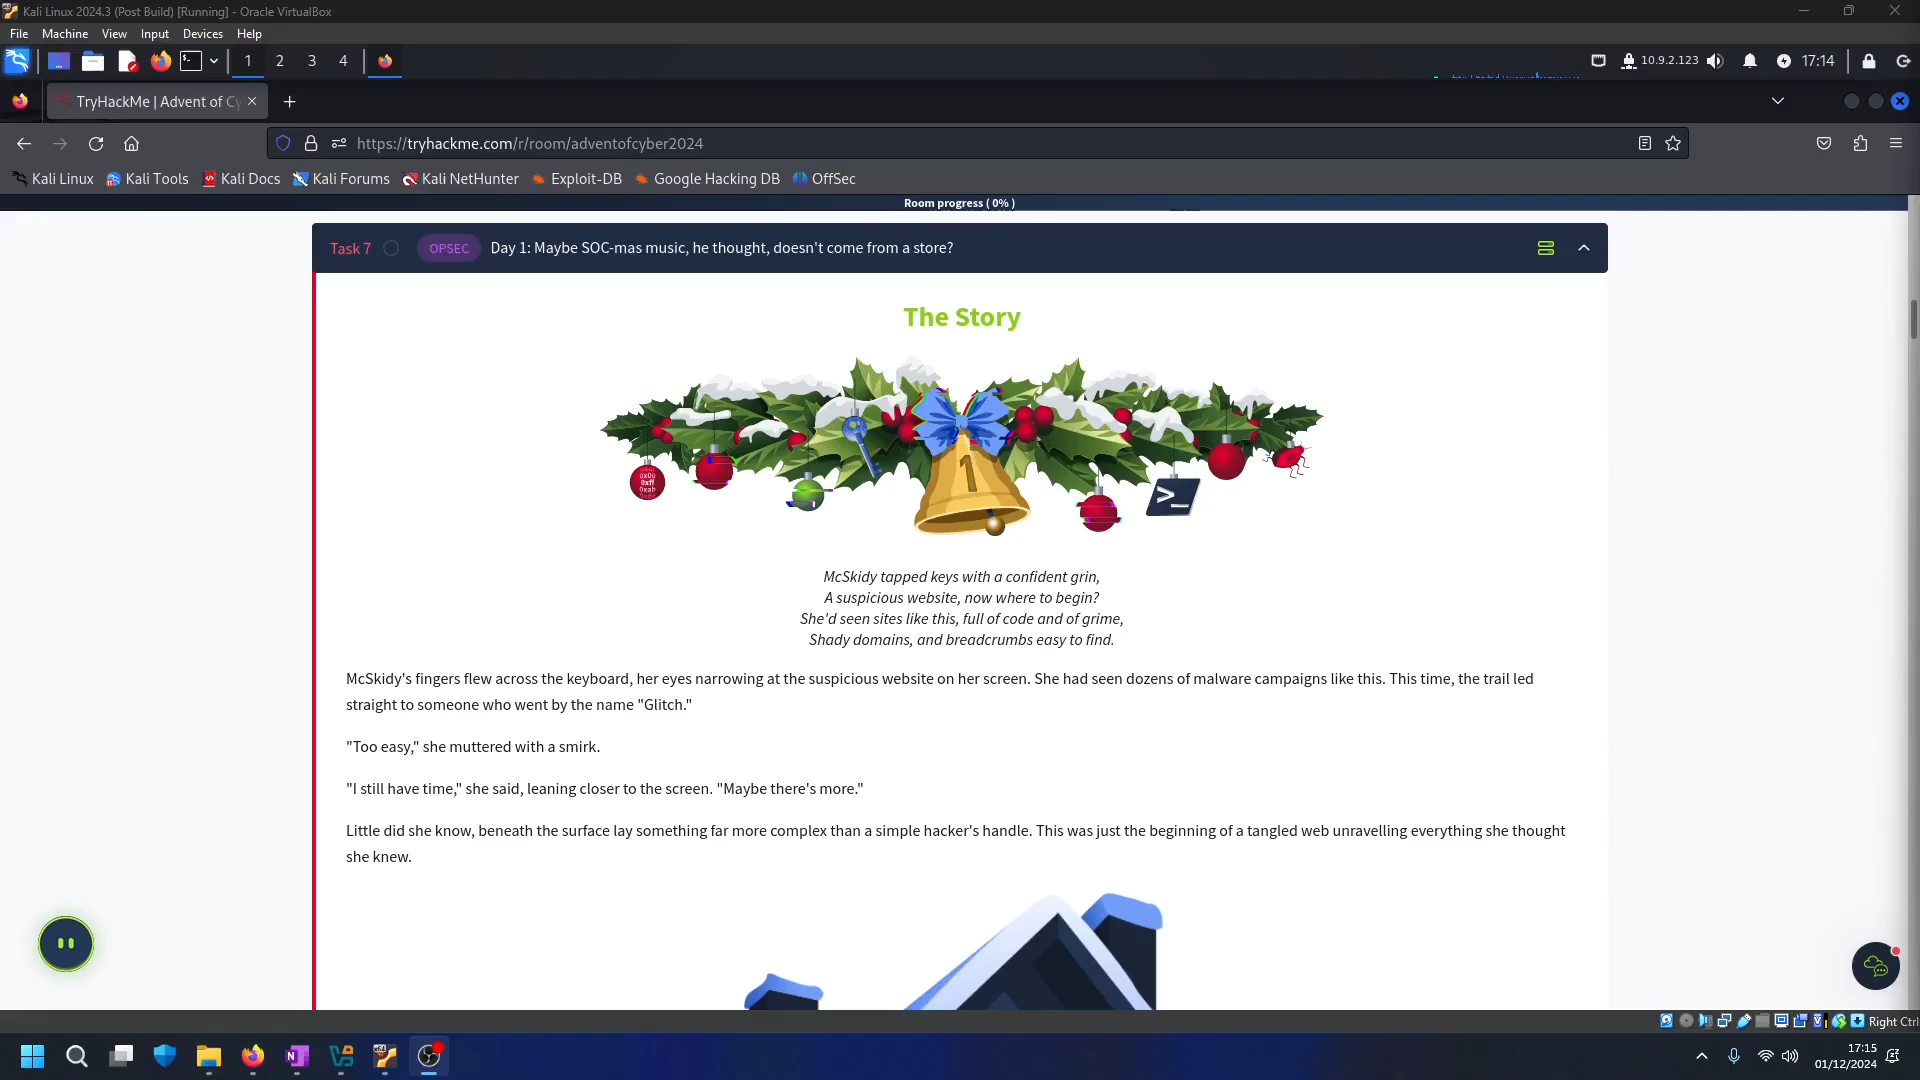 Kali Linux 2024.3 (Post Build) [Running] - Oracle VirtualBox
File Machine View Input Devices Help
1 2 3 4
10.9.2.123 17:14
TryHackMe | Advent of Cy
https://tryhackme.com/r/room/adventofcyber2024
Kali Linux Kali Tools Kali Docs Kali Forums Kali NetHunter Exploit-DB Google Hacking DB OffSec
Room progress ( 0% )
Task 7 OPSEC Day 1: Maybe SOC-mas music, he thought, doesn't come from a store?
The Story
1
0x00
0xff
0xab
>_
McSkidy tapped keys with a confident grin,
A suspicious website, now where to begin?
She'd seen sites like this, full of code and of grime,
Shady domains, and breadcrumbs easy to find.
McSkidy's fingers flew across the keyboard, her eyes narrowing at the suspicious website on her screen. She had seen dozens of malware campaigns like this. This time, the trail led
straight to someone who went by the name "Glitch."
"Too easy," she muttered with a smirk.
"I still have time," she said, leaning closer to the screen. "Maybe there's more."
Little did she know, beneath the surface lay something far more complex than a simple hacker's handle. This was just the beginning of a tangled web unravelling everything she thought
she knew.
Right Ctrl
17:15
01/12/2024